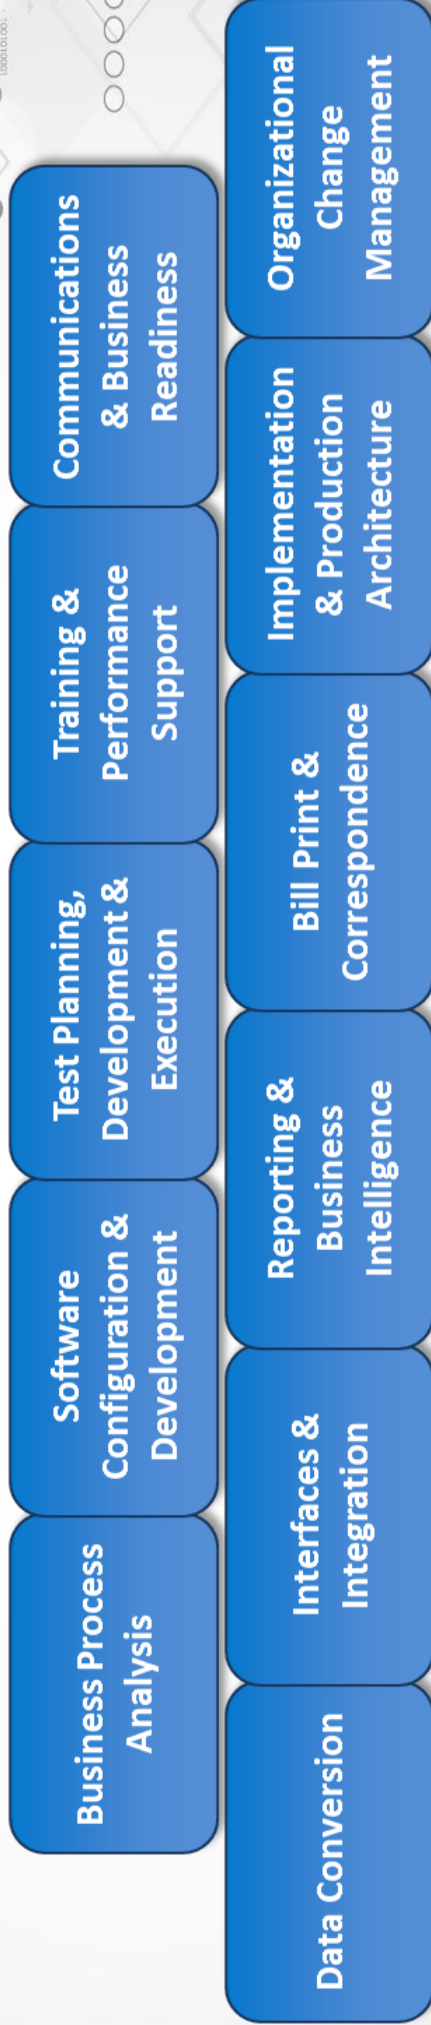 Business Process
Analysis
Software
Configuration &
Development
Test Planning,
Development &
Execution
Training &
Performance
Support
Communications
& Business
Readiness
Data Conversion
Interfaces &
Integration
Reporting &
Business
Intelligence
Bill Print &
Correspondence
Implementation
& Production
Architecture
Organizational
Change
Management